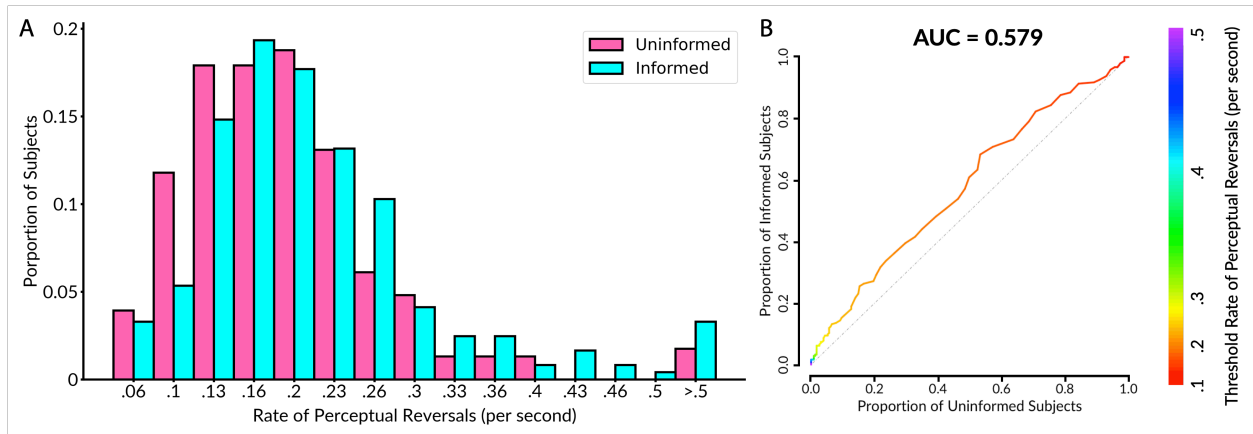 A
0.2
0.15
0.1
0.05
0
Porportion of Subjects
Uninformed
Informed
.06 .1 .13 .16 .2 .23 .26 .3 .33 .36 .4 .43 .46 .5 >.5
Rate of Perceptual Reversals (per second)
B
AUC = 0.579
1.0
0.8
0.6
0.4
0.2
0.0
Proportion of Informed Subjects
0.0 0.2 0.4 0.6 0.8 1.0
Proportion of Uninformed Subjects
.5
.4
.3
.2
.1
Threshold Rate of Perceptual Reversals (per second)